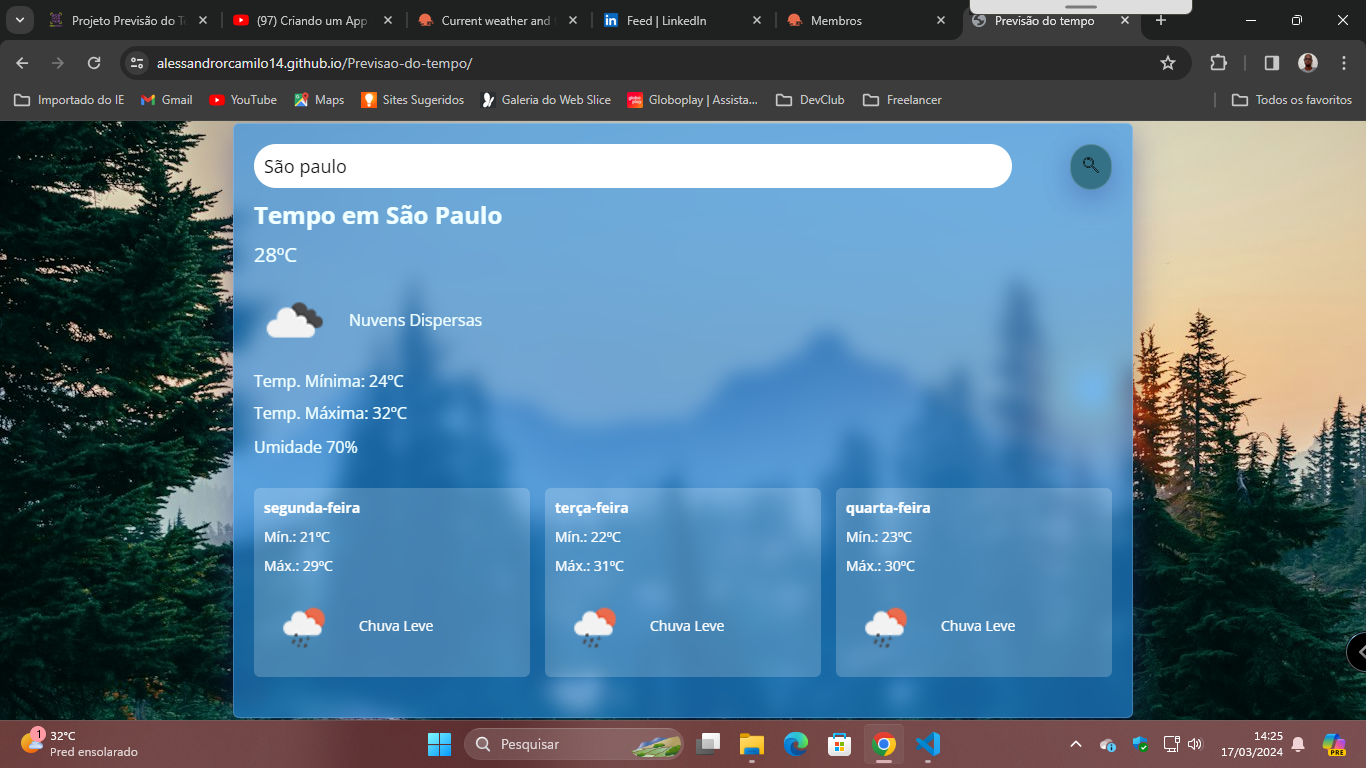 Projeto Previsão do T
(97) Criando um App
Current weather and
Feed | LinkedIn
Membros
Previsão do tempo
alessandrorcamilo14.github.io/Previsao-do-tempo/
Importado do IE
Gmail
YouTube
Maps
Sites Sugeridos
Galeria do Web Slice
Globoplay | Assista...
DevClub
Freelancer
Todos os favoritos
São paulo
Tempo em São Paulo
28ºC
Nuvens Dispersas
Temp. Mínima: 24ºC
Temp. Máxima: 32ºC
Umidade 70%
segunda-feira
Mín.: 21ºC
Máx.: 29ºC
Chuva Leve
terça-feira
Mín.: 22ºC
Máx.: 31ºC
Chuva Leve
quarta-feira
Mín.: 23ºC
Máx.: 30ºC
Chuva Leve
1
32°C
Pred ensolarado
Pesquisar
14:25
17/03/2024
PRE